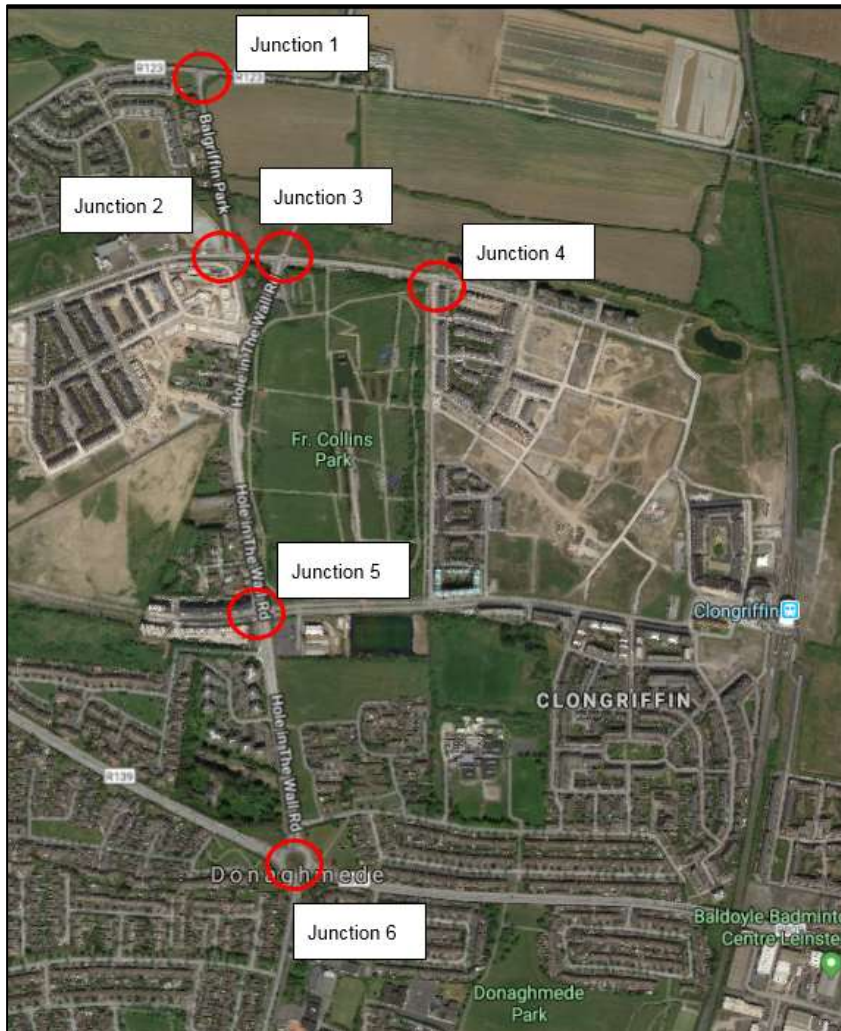 Junction 1
R123
R123
Balgriffin Park
Junction 2
Junction 3
Junction 4
Hole in The Wall Rd
Fr. Collins
Park
Hole in The Wall Rd
Junction 5
Clongriffin
CLONGRIFFIN
Hole in The Wall Rd
R139
Donaghmede
Junction 6
Baldoyle Badminto
Centre Leinste
Donaghmede
Park